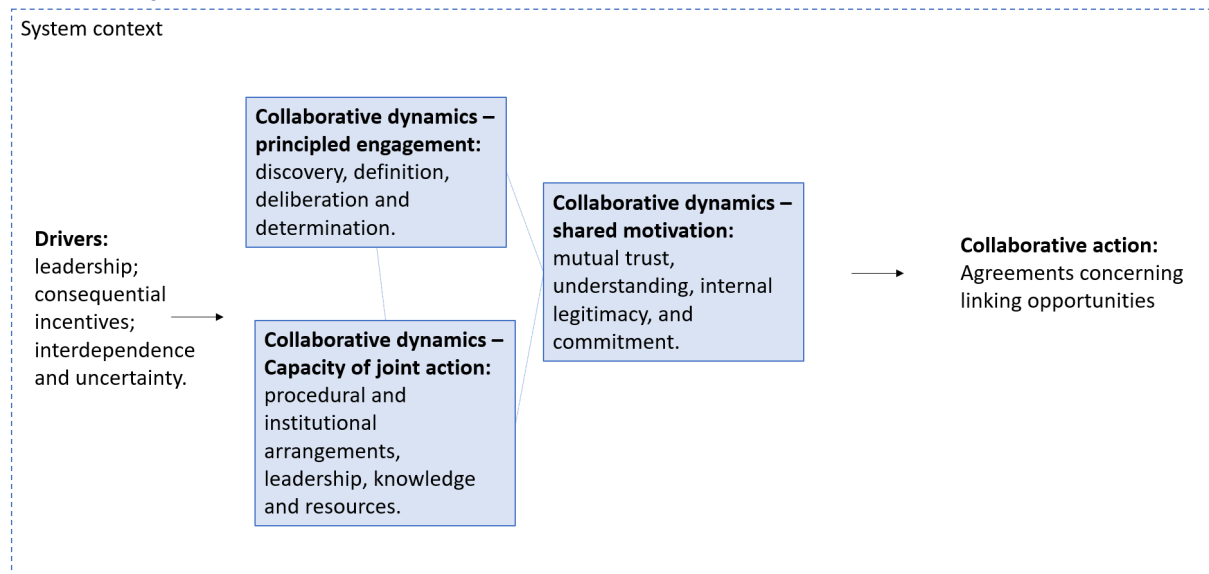 System context
Collaborative dynamics –
principled engagement:
discovery, definition,
deliberation and
determination.
Drivers:
leadership;
consequential
incentives;
interdependence
and uncertainty.
Collaborative dynamics –
Capacity of joint action:
procedural and
institutional
arrangements,
leadership, knowledge
and resources.
Collaborative dynamics –
shared motivation:
mutual trust,
understanding, internal
legitimacy, and
commitment.
Collaborative action:
Agreements concerning
linking opportunities